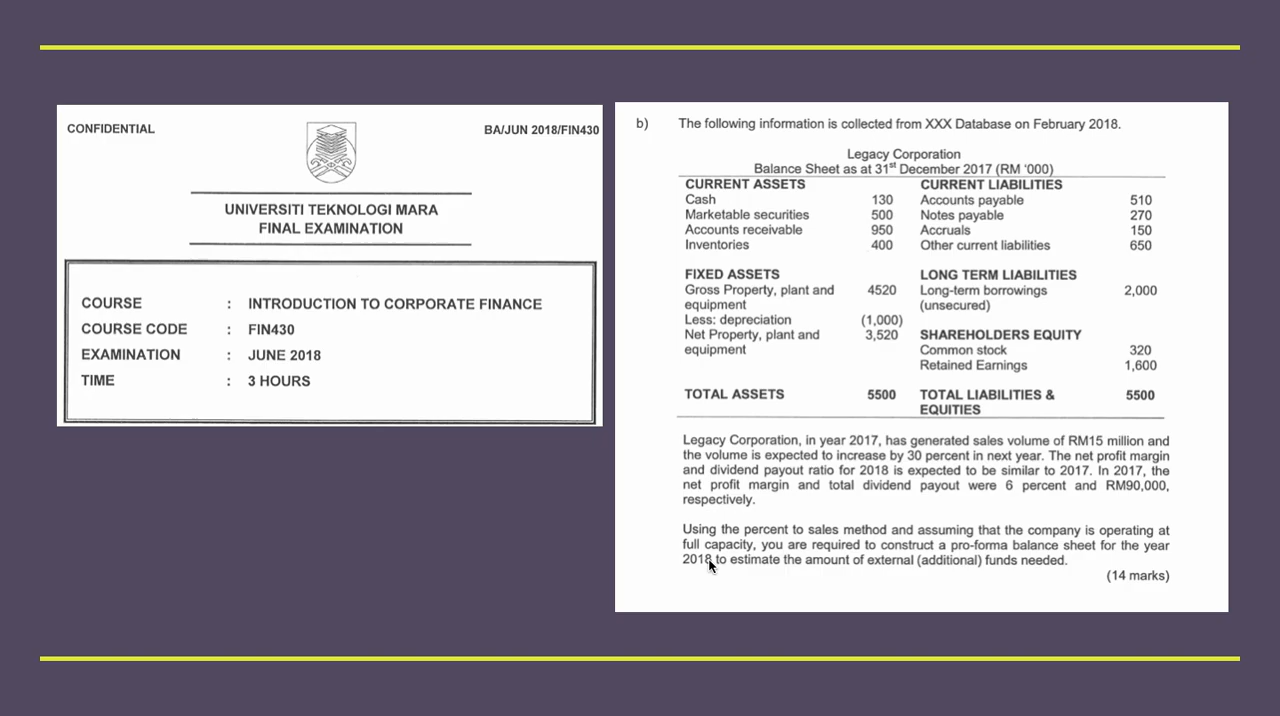 CONFIDENTIAL
BA/JUN 2018/FIN430
UNIVERSITI TEKNOLOGI MARA
FINAL EXAMINATION
COURSE : INTRODUCTION TO CORPORATE FINANCE
COURSE CODE : FIN430
EXAMINATION : JUNE 2018
TIME : 3 HOURS
b) The following information is collected from XXX Database on February 2018.
Legacy Corporation
Balance Sheet as at 31st December 2017 (RM '000)
CURRENT ASSETS CURRENT LIABILITIES
Cash 130 Accounts payable 510
Marketable securities 500 Notes payable 270
Accounts receivable 950 Accruals 150
Inventories 400 Other current liabilities 650
FIXED ASSETS LONG TERM LIABILITIES
Gross Property, plant and 4520 Long-term borrowings 2,000
equipment (unsecured)
Less: depreciation (1,000)
Net Property, plant and 3,520 SHAREHOLDERS EQUITY
equipment Common stock 320
Retained Earnings 1,600
TOTAL ASSETS 5500 TOTAL LIABILITIES & 5500
EQUITIES
Legacy Corporation, in year 2017, has generated sales volume of RM15 million and
the volume is expected to increase by 30 percent in next year. The net profit margin
and dividend payout ratio for 2018 is expected to be similar to 2017. In 2017, the
net profit margin and total dividend payout were 6 percent and RM90,000,
respectively.
Using the percent to sales method and assuming that the company is operating at
full capacity, you are required to construct a pro-forma balance sheet for the year
2018 to estimate the amount of external (additional) funds needed.
(14 marks)